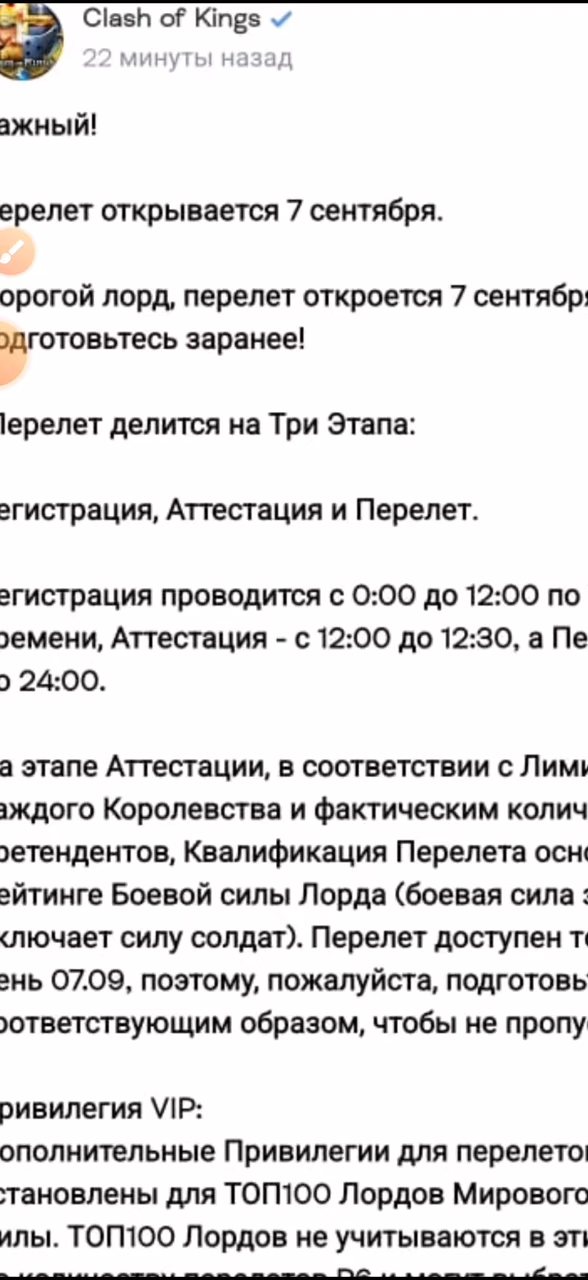 Clash of Kings
22 минуты назад
ажный!
ерелет открывается 7 сентября.
орогой лорд, перелет откроется 7 сентябр
одготовьтесь заранее!
Перелет делится на Три Этапа:
егистрация, Аттестация и Перелет.
егистрация проводится с 0:00 до 12:00 по
ремени, Аттестация - с 12:00 до 12:30, а Пе
о 24:00.
а этапе Аттестации, в соответствии с Лими
аждого Королевства и фактическим колич
ретендентов, Квалификация Перелета осно
ейтинге Боевой силы Лорда (боевая сила з
ключает силу солдат). Перелет доступен то
ень 07.09, поэтому, пожалуйста, подготовь
оответствующим образом, чтобы не пропу
ривилегия VIP:
ополнительные Привилегии для перелето
становлены для ТОП100 Лордов Мирового
илы. ТОП100 Лордов не учитываются в эти